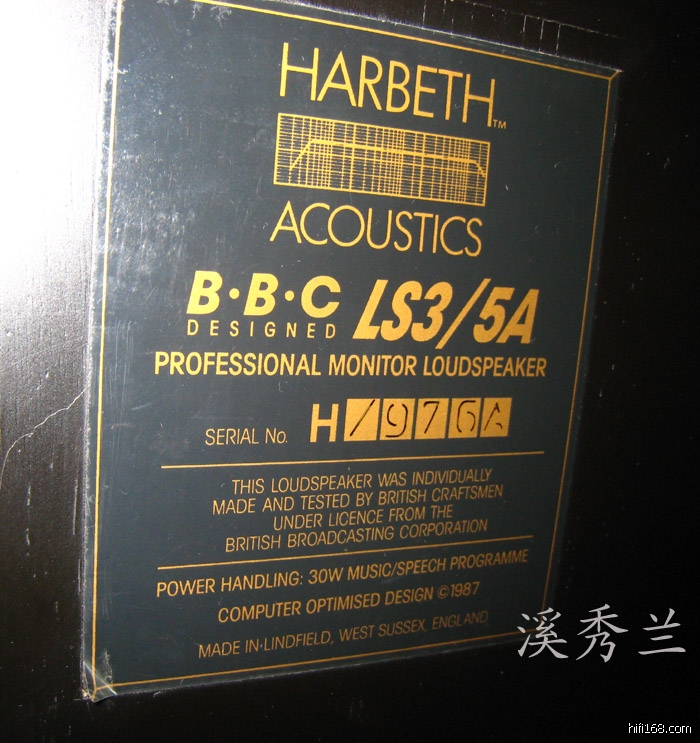 HARBETH™
ACOUSTICS
B·B·C
DESIGNED
LS3/5A
PROFESSIONAL MONITOR LOUDSPEAKER
SERIAL No. H/976A
THIS LOUDSPEAKER WAS INDIVIDUALLY
MADE AND TESTED BY BRITISH CRAFTSMEN
UNDER LICENCE FROM THE
BRITISH BROADCASTING CORPORATION
POWER HANDLING: 30W MUSIC/SPEECH PROGRAMME
COMPUTER OPTIMISED DESIGN ©1987
MADE IN·LINDFIELD, WEST SUSSEX, ENGLAND
溪秀兰
hifi168.com